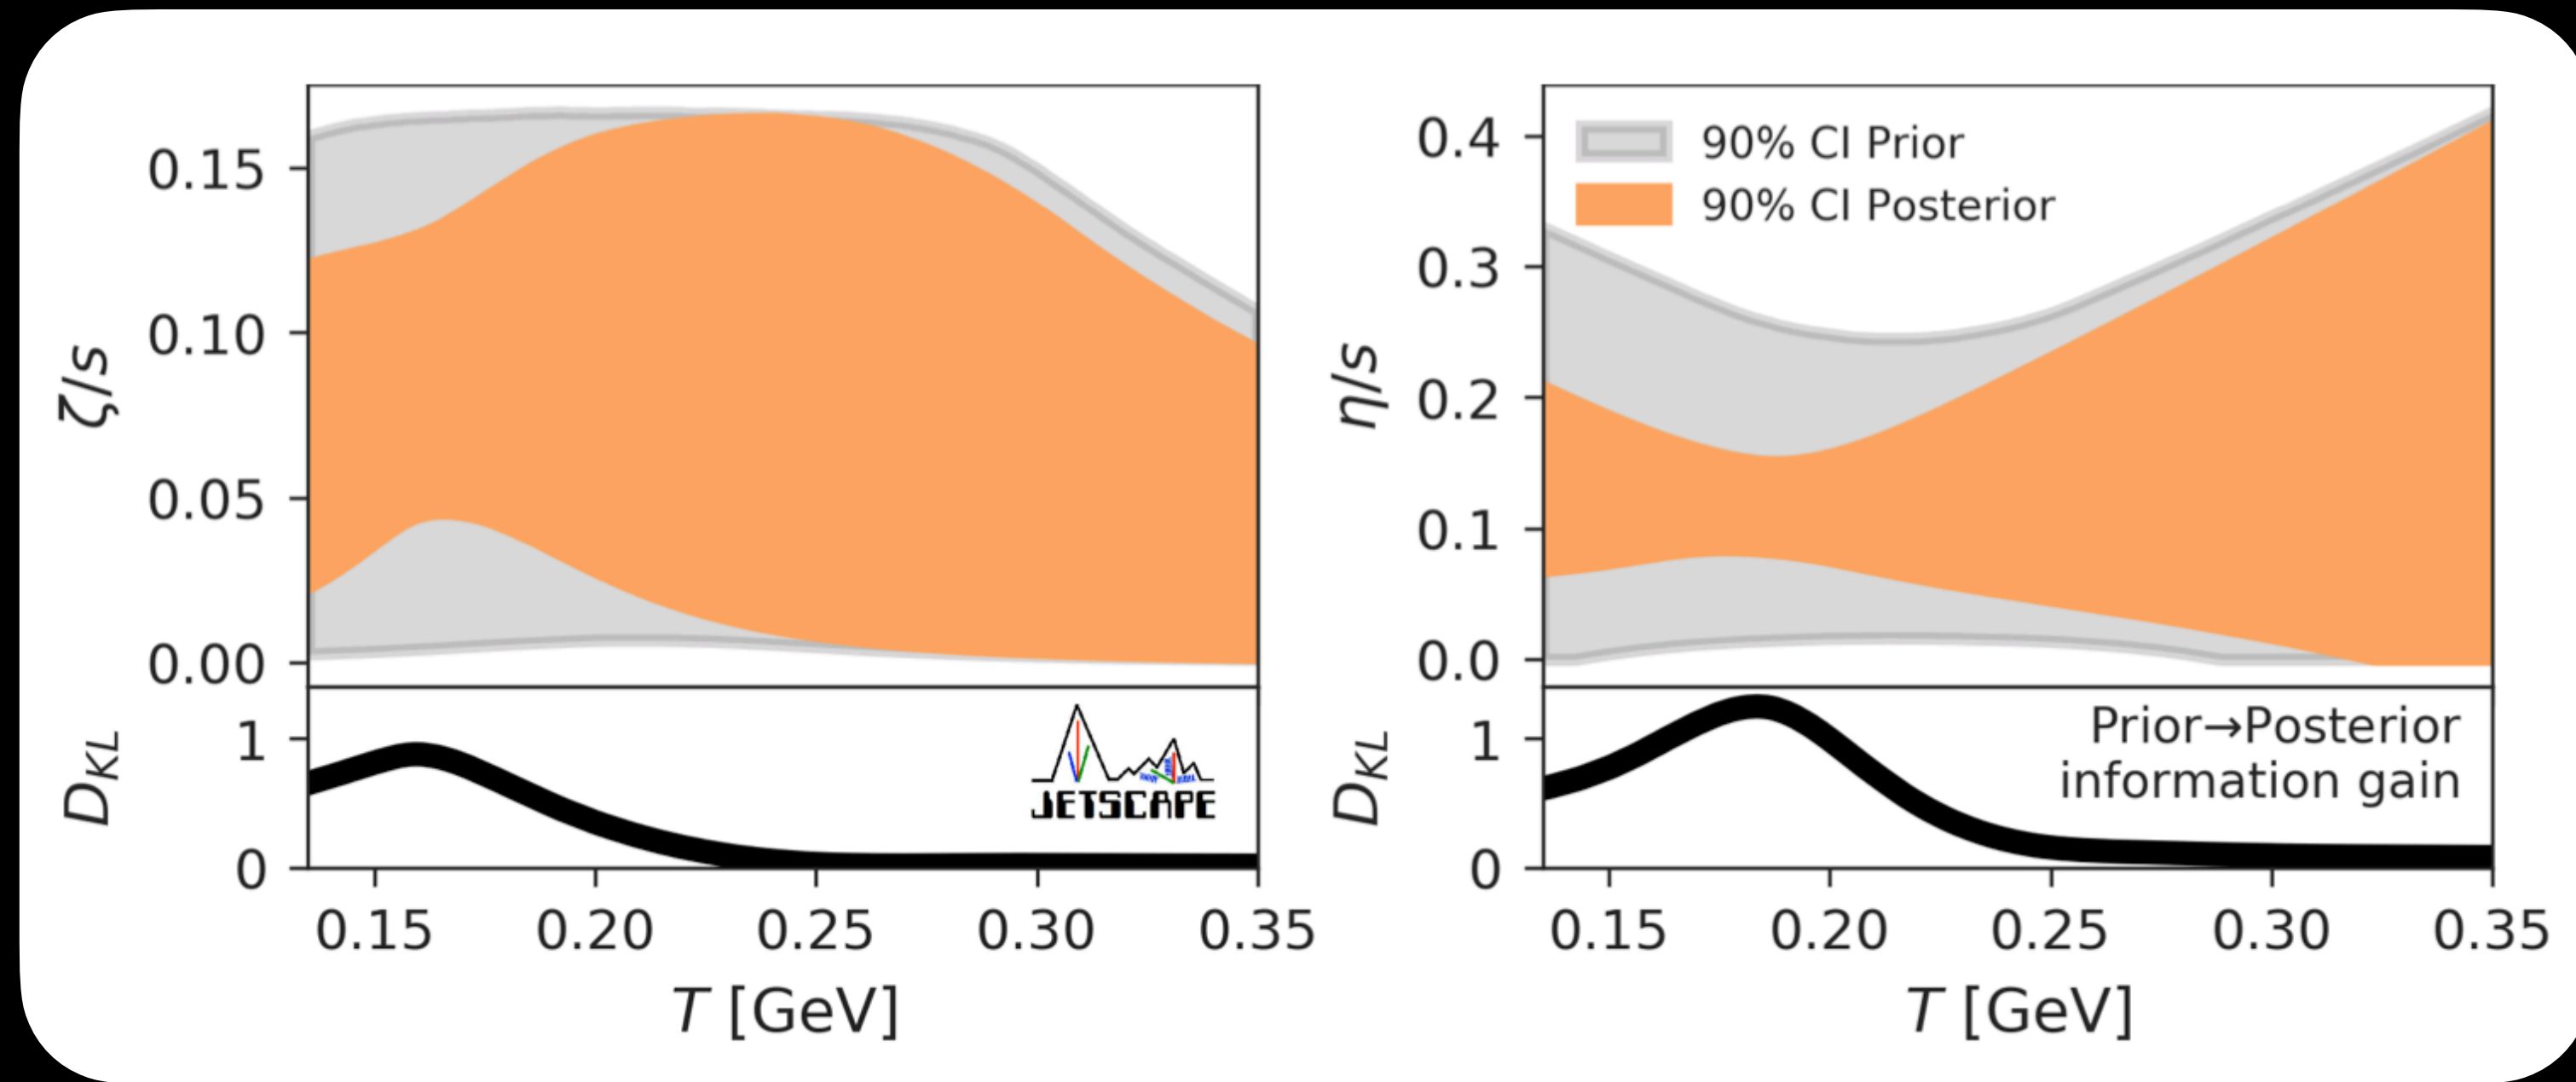 0.15
0.10
0.05
0.00
ζ/s
1
0
D_KL
JETSCAPE
0.15 0.20 0.25 0.30 0.35
T [GeV]
0.4
0.3
0.2
0.1
0.0
η/s
90% CI Prior
90% CI Posterior
1
0
D_KL
Prior→Posterior
information gain
0.15 0.20 0.25 0.30 0.35
T [GeV]